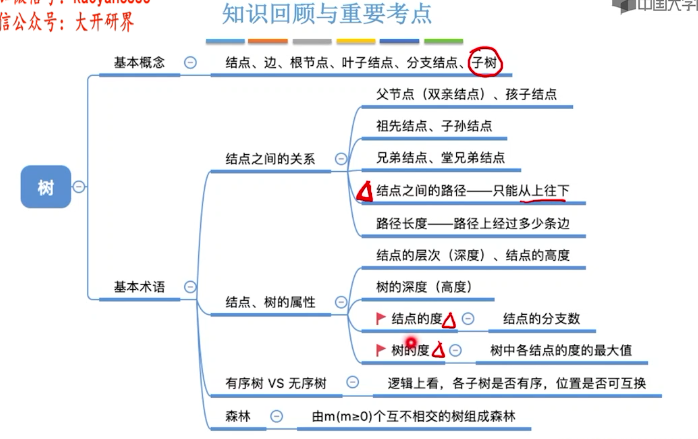 信公众号：大开研界
知识回顾与重要考点
中国大学
基本概念
结点、边、根节点、叶子结点、分支结点、子树
父节点（双亲结点）、孩子结点
祖先结点、子孙结点
结点之间的关系
兄弟结点、堂兄弟结点
树
结点之间的路径——只能从上往下
路径长度——路径上经过多少条边
结点的层次（深度）、结点的高度
基本术语
树的深度（高度）
结点、树的属性
结点的度
结点的分支数
树的度
树中各结点的度的最大值
有序树 VS 无序树
逻辑上看，各子树是否有序，位置是否可互换
森林
由m(m≥0)个互不相交的树组成森林